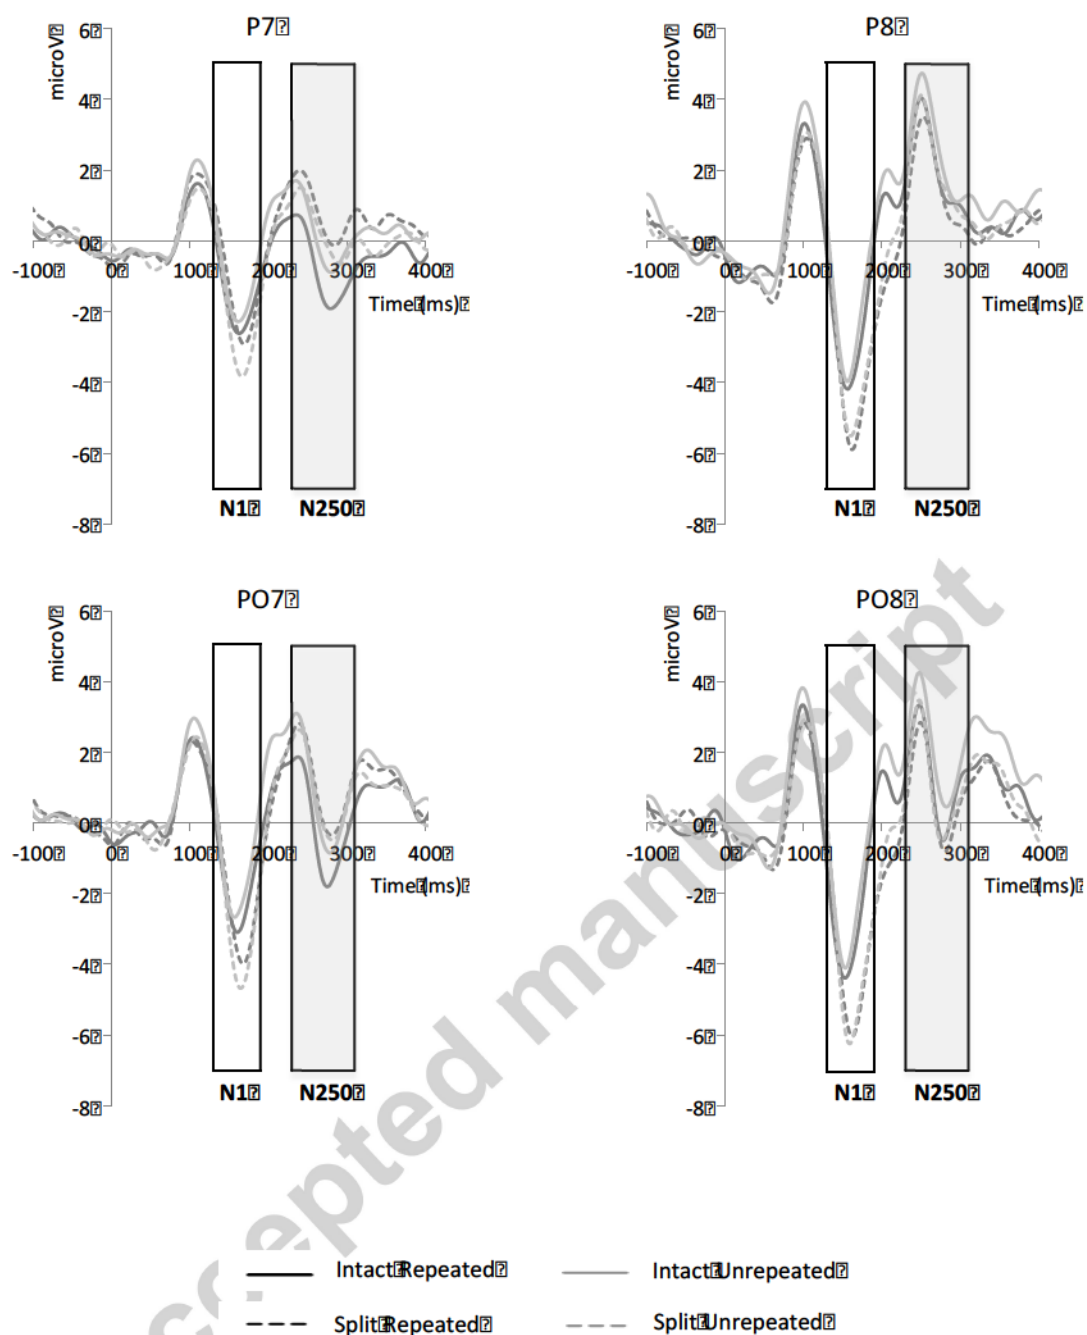 P7
microV
6
4
2
0
-2
-4
-6
-8
-100 0 100 200 300 400
Time (ms)
N1 N250
P8
microV
6
4
2
0
-2
-4
-6
-8
-100 0 100 200 300 400
Time (ms)
N1 N250
PO7
microV
6
4
2
0
-2
-4
-6
-8
-100 0 100 200 300 400
Time (ms)
N1 N250
PO8
microV
6
4
2
0
-2
-4
-6
-8
-100 0 100 200 300 400
Time (ms)
N1 N250
Intact Repeated
Intact Unrepeated
Split Repeated
Split Unrepeated
ccepted manuscript